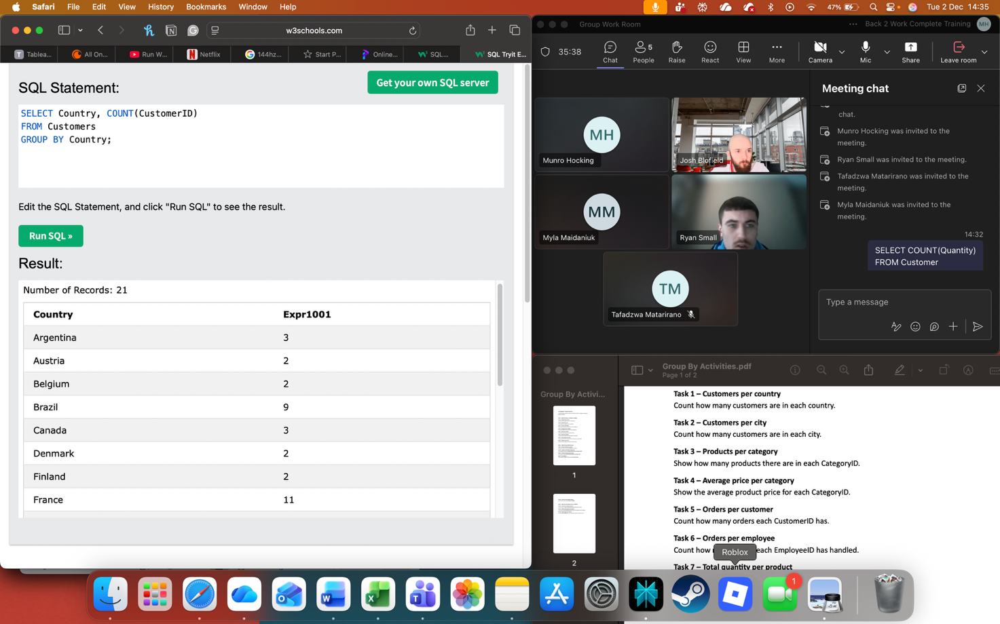 Safari File Edit View History Bookmarks Window Help
47% Tue 2 Dec 14:35
w3schools.com
Tablea... All On... Run W... Netflix 144hz... Start P... Online... SQL... SQL Tryit E...
SQL Statement:
Get your own SQL server
SELECT Country, COUNT(CustomerID)
FROM Customers
GROUP BY Country;
Edit the SQL Statement, and click "Run SQL" to see the result.
Run SQL »
Result:
Number of Records: 21
Country Expr1001
Argentina 3
Austria 2
Belgium 2
Brazil 9
Canada 3
Denmark 2
Finland 2
France 11
Group Work Room
Back 2 Work Complete Training MH
35:38
Chat
5
People
Raise
React
View
More
Camera
Mic
Share
Leave room
MH
Munro Hocking
Josh Blofield
MM
Myla Maidaniuk
Ryan Small
TM
Tafadzwa Matarirano
Meeting chat
chat.
Munro Hocking was invited to the
meeting.
Ryan Small was invited to the meeting.
Tafadzwa Matarirano was invited to the
meeting.
Myla Maidaniuk was invited to the
meeting.
14:32
SELECT COUNT(Quantity)
FROM Customer
Type a message
Group By Activities.pdf
Page 1 of 2
Group By Activi...
1
2
Task 1 – Customers per country
Count how many customers are in each country.
Task 2 – Customers per city
Count how many customers are in each city.
Task 3 – Products per category
Show how many products there are in each CategoryID.
Task 4 – Average price per category
Show the average product price for each CategoryID.
Task 5 – Orders per customer
Count how many orders each CustomerID has.
Task 6 – Orders per employee
Count how each EmployeeID has handled.
Roblox
Task 7 – Total quantity per product
1